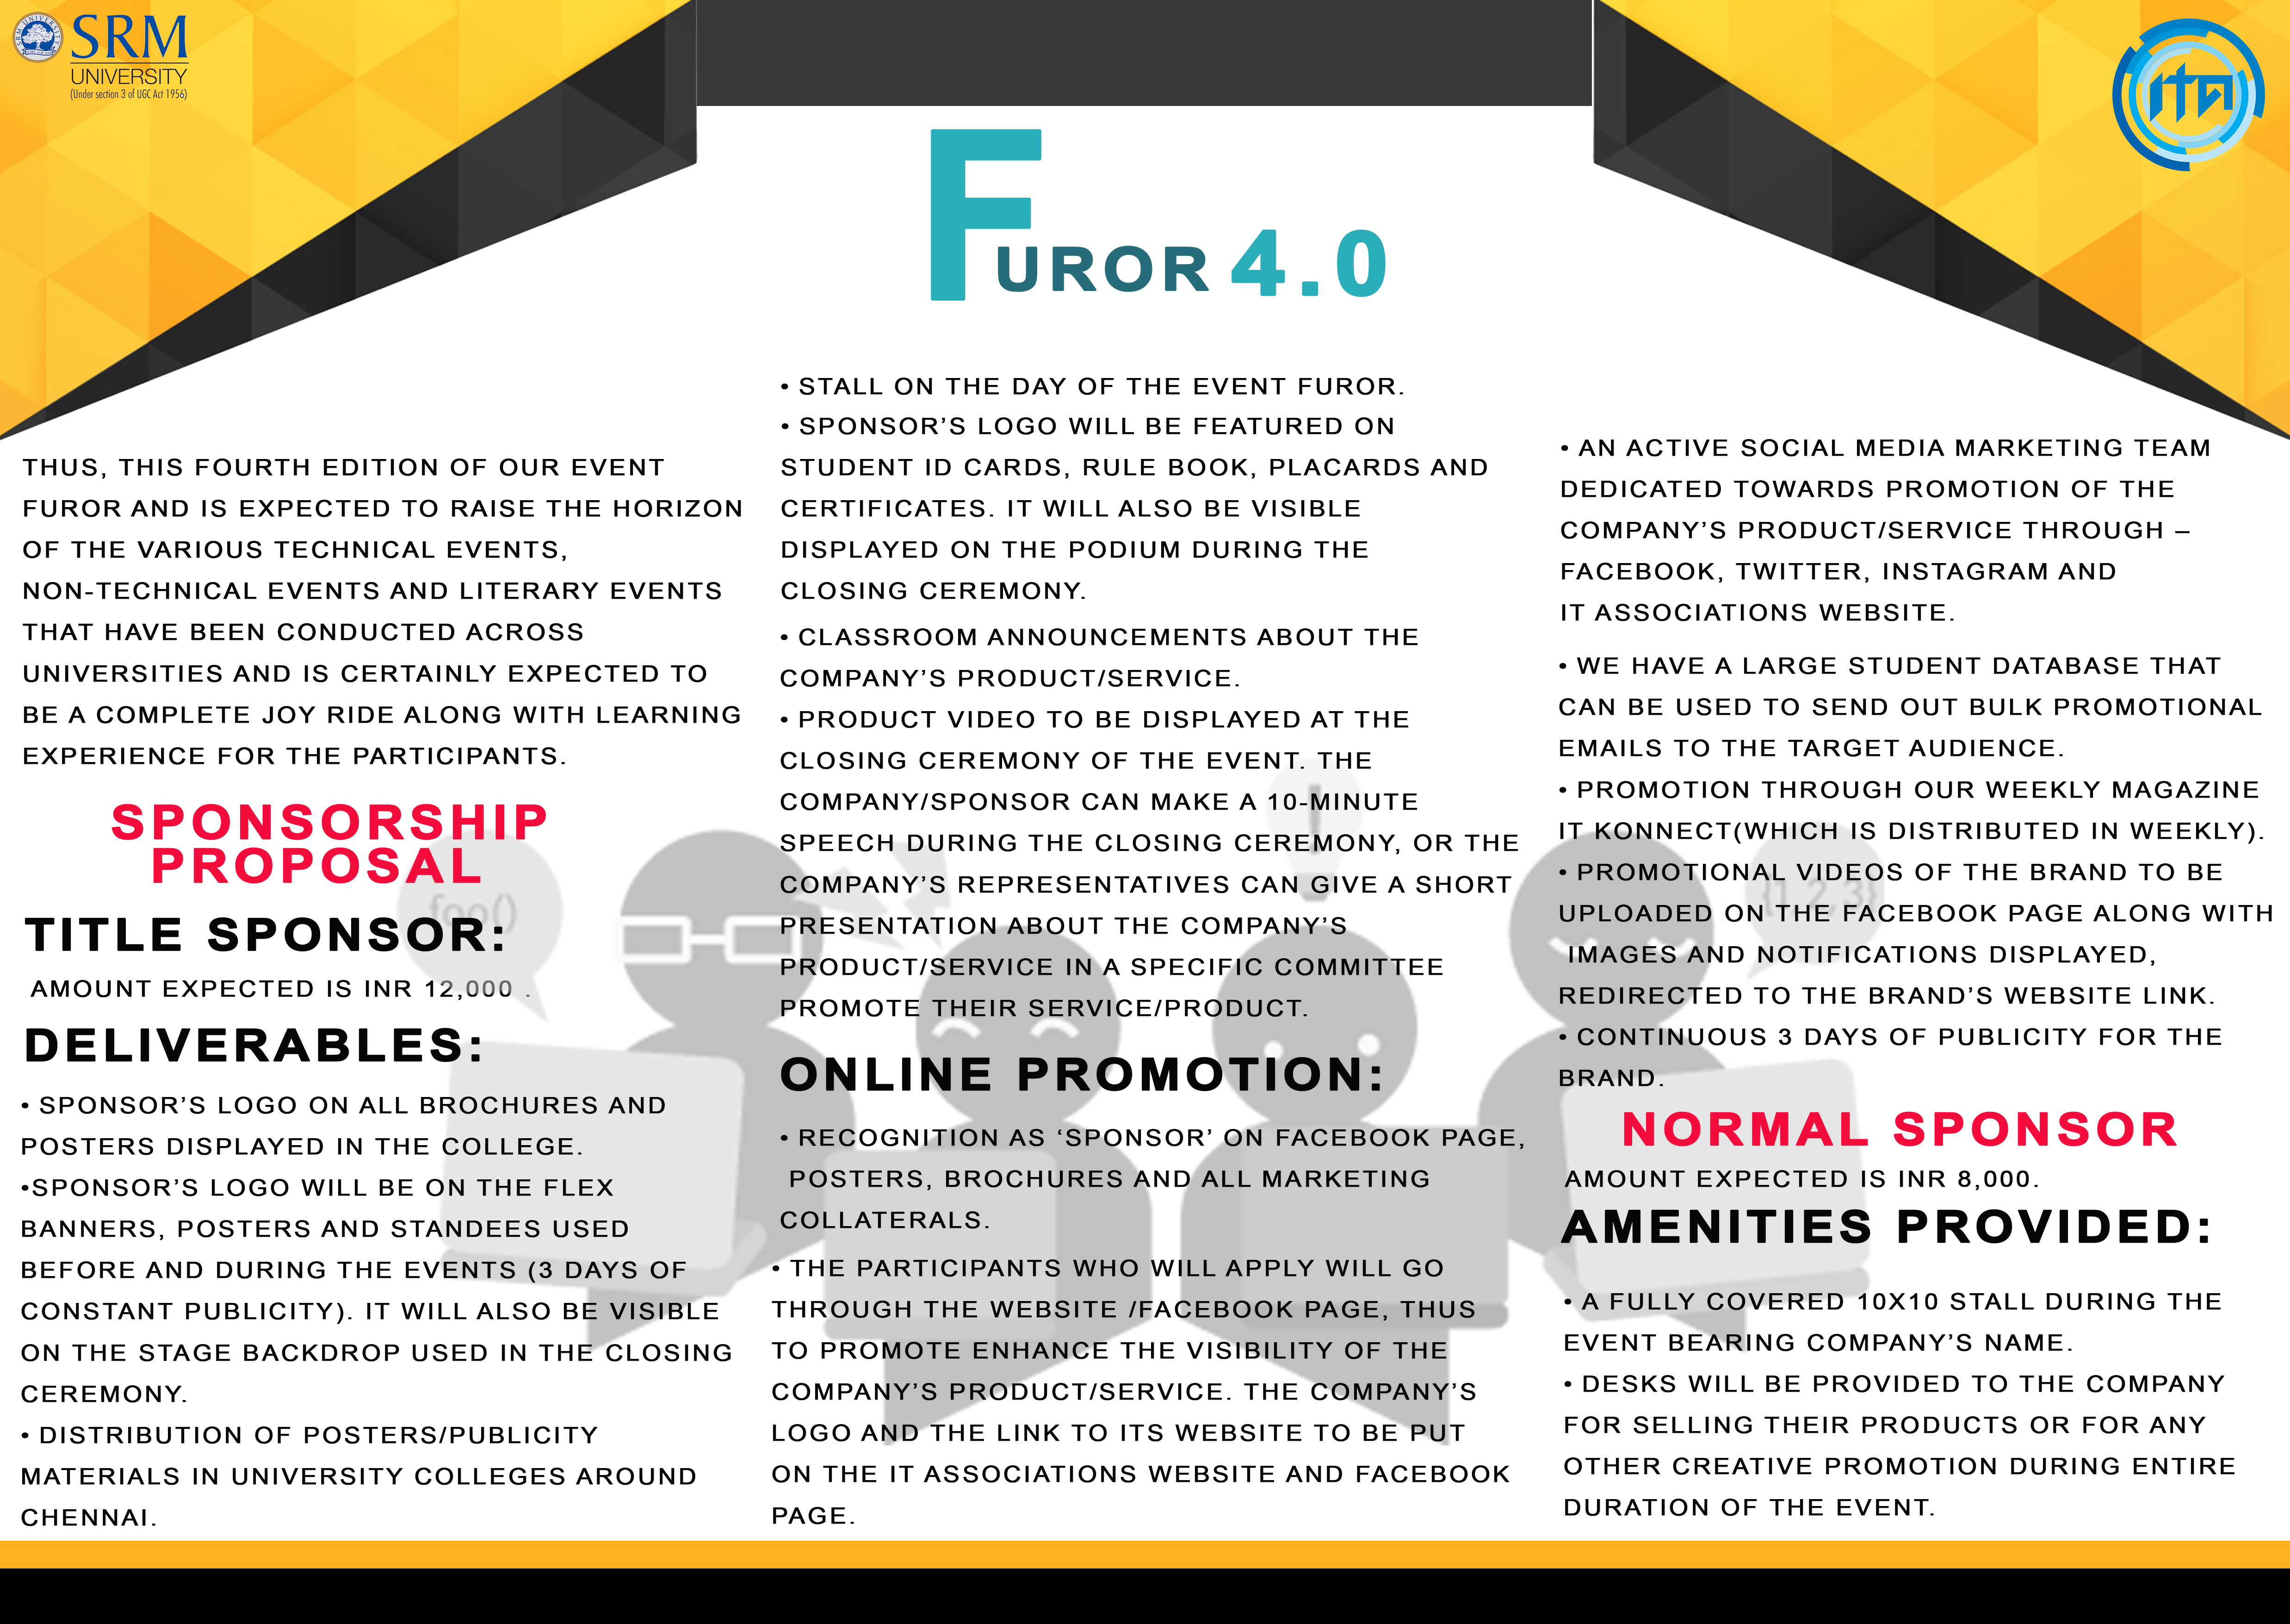 SRM
UNIVERSITY
(Under section 3 of UGC Act 1956)
ITA
FUROR 4.0
THUS, THIS FOURTH EDITION OF OUR EVENT
FUROR AND IS EXPECTED TO RAISE THE HORIZON
OF THE VARIOUS TECHNICAL EVENTS,
NON-TECHNICAL EVENTS AND LITERARY EVENTS
THAT HAVE BEEN CONDUCTED ACROSS
UNIVERSITIES AND IS CERTAINLY EXPECTED TO
BE A COMPLETE JOY RIDE ALONG WITH LEARNING
EXPERIENCE FOR THE PARTICIPANTS.
SPONSORSHIP
PROPOSAL
foo()
TITLE SPONSOR:
AMOUNT EXPECTED IS INR 12,000 .
DELIVERABLES:
• SPONSOR’S LOGO ON ALL BROCHURES AND
POSTERS DISPLAYED IN THE COLLEGE.
•SPONSOR’S LOGO WILL BE ON THE FLEX
BANNERS, POSTERS AND STANDEES USED
BEFORE AND DURING THE EVENTS (3 DAYS OF
CONSTANT PUBLICITY). IT WILL ALSO BE VISIBLE
ON THE STAGE BACKDROP USED IN THE CLOSING
CEREMONY.
• DISTRIBUTION OF POSTERS/PUBLICITY
MATERIALS IN UNIVERSITY COLLEGES AROUND
CHENNAI.
• STALL ON THE DAY OF THE EVENT FUROR.
• SPONSOR’S LOGO WILL BE FEATURED ON
STUDENT ID CARDS, RULE BOOK, PLACARDS AND
CERTIFICATES. IT WILL ALSO BE VISIBLE
DISPLAYED ON THE PODIUM DURING THE
CLOSING CEREMONY.
• CLASSROOM ANNOUNCEMENTS ABOUT THE
COMPANY’S PRODUCT/SERVICE.
• PRODUCT VIDEO TO BE DISPLAYED AT THE
CLOSING CEREMONY OF THE EVENT. THE
COMPANY/SPONSOR CAN MAKE A 10-MINUTE
SPEECH DURING THE CLOSING CEREMONY, OR THE
COMPANY’S REPRESENTATIVES CAN GIVE A SHORT
PRESENTATION ABOUT THE COMPANY’S
PRODUCT/SERVICE IN A SPECIFIC COMMITTEE
PROMOTE THEIR SERVICE/PRODUCT.
!
ONLINE PROMOTION:
• RECOGNITION AS ‘SPONSOR’ ON FACEBOOK PAGE,
POSTERS, BROCHURES AND ALL MARKETING
COLLATERALS.
• THE PARTICIPANTS WHO WILL APPLY WILL GO
THROUGH THE WEBSITE /FACEBOOK PAGE, THUS
TO PROMOTE ENHANCE THE VISIBILITY OF THE
COMPANY’S PRODUCT/SERVICE. THE COMPANY’S
LOGO AND THE LINK TO ITS WEBSITE TO BE PUT
ON THE IT ASSOCIATIONS WEBSITE AND FACEBOOK
PAGE.
• AN ACTIVE SOCIAL MEDIA MARKETING TEAM
DEDICATED TOWARDS PROMOTION OF THE
COMPANY’S PRODUCT/SERVICE THROUGH –
FACEBOOK, TWITTER, INSTAGRAM AND
IT ASSOCIATIONS WEBSITE.
• WE HAVE A LARGE STUDENT DATABASE THAT
CAN BE USED TO SEND OUT BULK PROMOTIONAL
EMAILS TO THE TARGET AUDIENCE.
• PROMOTION THROUGH OUR WEEKLY MAGAZINE
IT KONNECT(WHICH IS DISTRIBUTED IN WEEKLY).
• PROMOTIONAL VIDEOS OF THE BRAND TO BE
UPLOADED ON THE FACEBOOK PAGE ALONG WITH
IMAGES AND NOTIFICATIONS DISPLAYED,
REDIRECTED TO THE BRAND’S WEBSITE LINK.
• CONTINUOUS 3 DAYS OF PUBLICITY FOR THE
BRAND.
{1,2,3}
NORMAL SPONSOR
AMOUNT EXPECTED IS INR 8,000.
AMENITIES PROVIDED:
• A FULLY COVERED 10X10 STALL DURING THE
EVENT BEARING COMPANY’S NAME.
• DESKS WILL BE PROVIDED TO THE COMPANY
FOR SELLING THEIR PRODUCTS OR FOR ANY
OTHER CREATIVE PROMOTION DURING ENTIRE
DURATION OF THE EVENT.